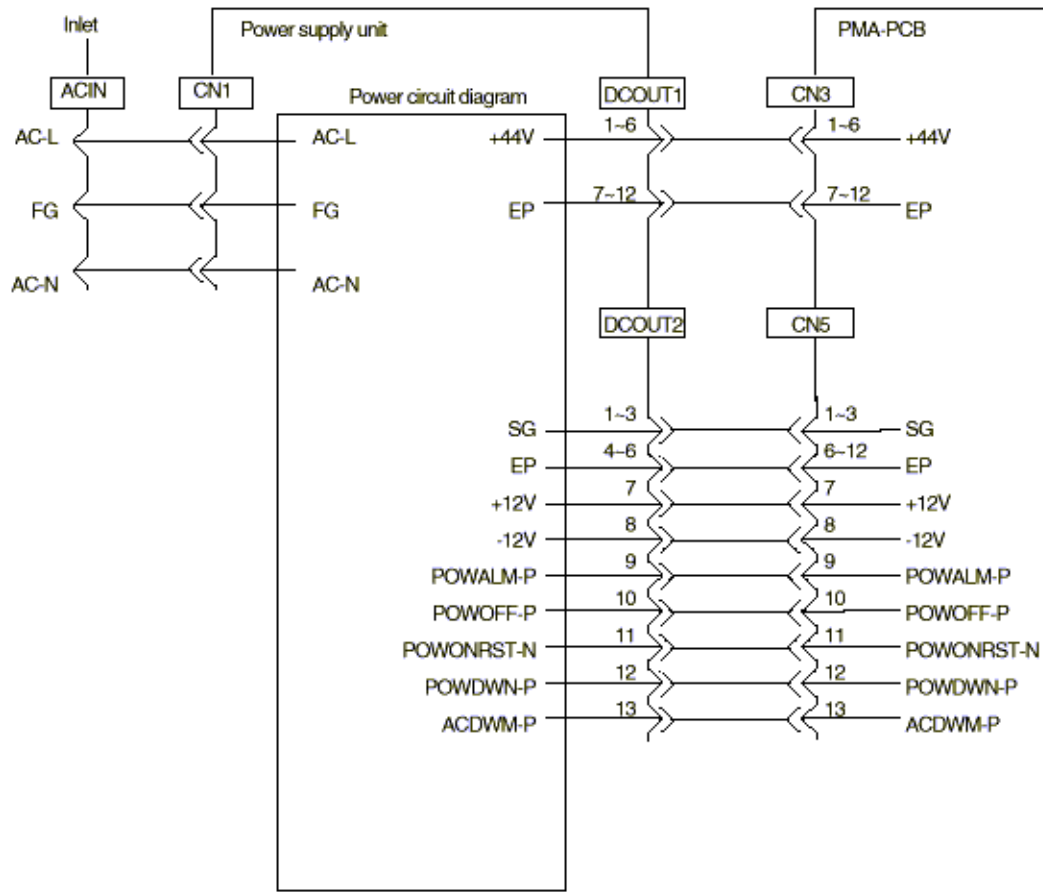 Inlet
Power supply unit
PMA-PCB
ACIN
CN1
DCOUT1
CN3
Power circuit diagram
AC-L
AC-L
+44V
1~6
1~6
+44V
FG
FG
EP
7~12
7~12
EP
AC-N
AC-N
DCOUT2
CN5
SG
1~3
1~3
SG
EP
4~6
6~12
EP
+12V
7
7
+12V
-12V
8
8
-12V
POWALM-P
9
9
POWALM-P
POWOFF-P
10
10
POWOFF-P
POWONRST-N
11
11
POWONRST-N
POWDWN-P
12
12
POWDWN-P
ACDWM-P
13
13
ACDWM-P